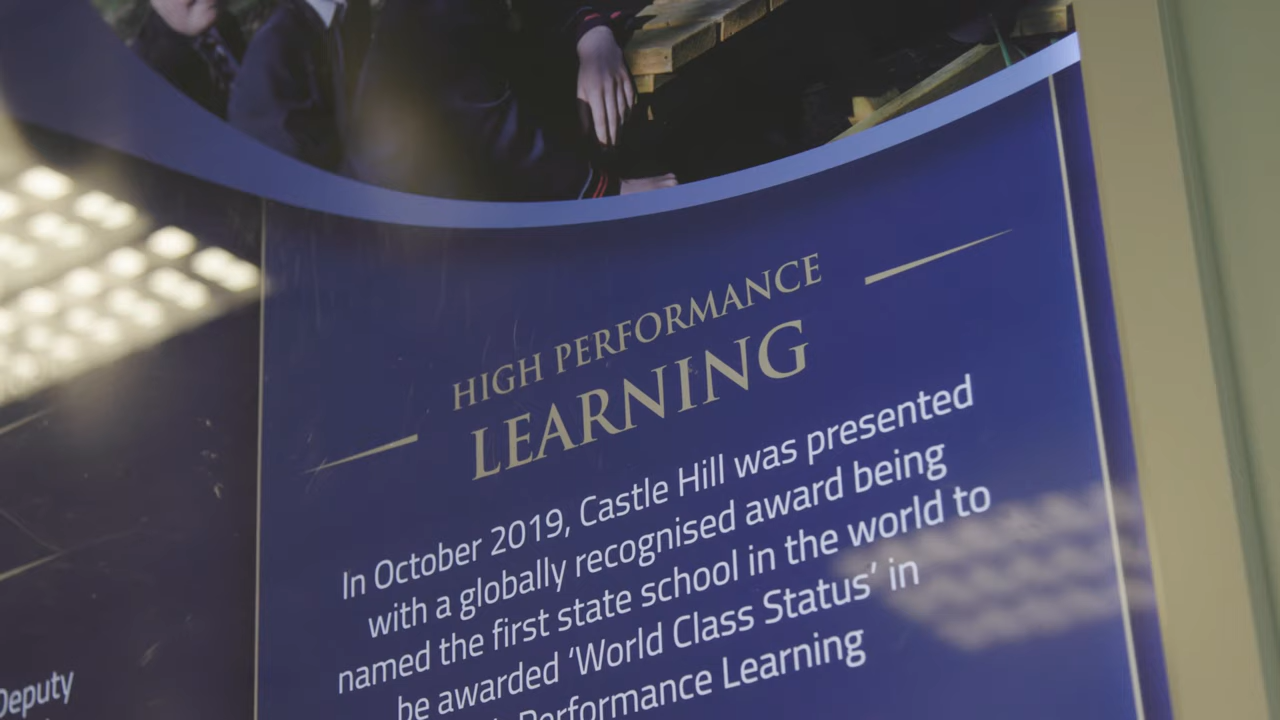 HIGH PERFORMANCE
LEARNING
In October 2019, Castle Hill was presented
with a globally recognised award being
named the first state school in the world to
be awarded ‘World Class Status’ in
Performance Learning
Deputy